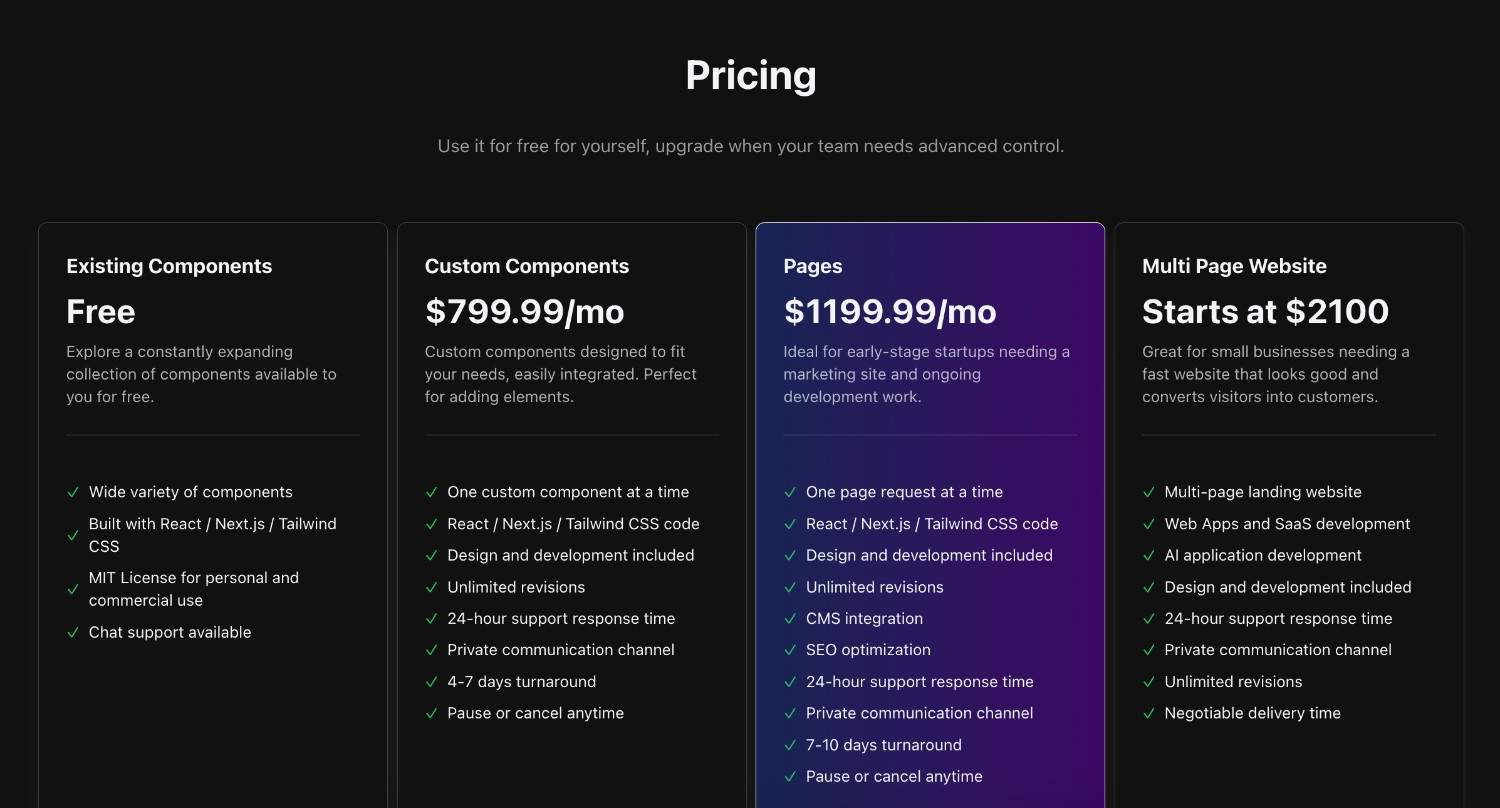 Pricing
Use it for free for yourself, upgrade when your team needs advanced control.
Existing Components
Free
Explore a constantly expanding
collection of components available to
you for free.
Wide variety of components
Built with React / Next.js / Tailwind
CSS
MIT License for personal and
commercial use
Chat support available
Custom Components
$799.99/mo
Custom components designed to fit
your needs, easily integrated. Perfect
for adding elements.
One custom component at a time
React / Next.js / Tailwind CSS code
Design and development included
Unlimited revisions
24-hour support response time
Private communication channel
4-7 days turnaround
Pause or cancel anytime
Pages
$1199.99/mo
Ideal for early-stage startups needing a
marketing site and ongoing
development work.
One page request at a time
React / Next.js / Tailwind CSS code
Design and development included
Unlimited revisions
CMS integration
SEO optimization
24-hour support response time
Private communication channel
7-10 days turnaround
Pause or cancel anytime
Multi Page Website
Starts at $2100
Great for small businesses needing a
fast website that looks good and
converts visitors into customers.
Multi-page landing website
Web Apps and SaaS development
AI application development
Design and development included
24-hour support response time
Private communication channel
Unlimited revisions
Negotiable delivery time